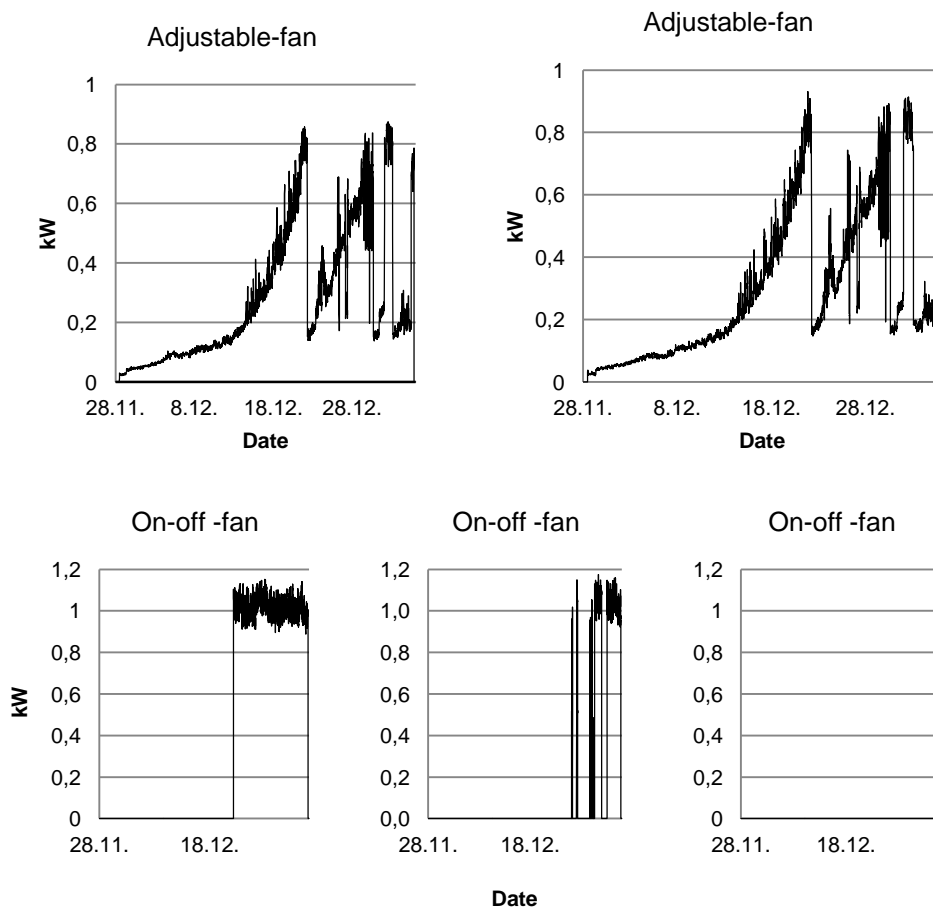 Adjustable-fan
1
0,8
0,6
0,4
0,2
0
kW
28.11. 8.12. 18.12. 28.12.
Date
Adjustable-fan
1
0,8
0,6
0,4
0,2
0
kW
28.11. 8.12. 18.12. 28.12.
Date
On-off -fan
1,2
1
0,8
0,6
0,4
0,2
0
kW
28.11. 18.12.
On-off -fan
1,2
1,0
0,8
0,6
0,4
0,2
0,0
28.11. 18.12.
On-off -fan
1,2
1
0,8
0,6
0,4
0,2
0
28.11. 18.12.
Date